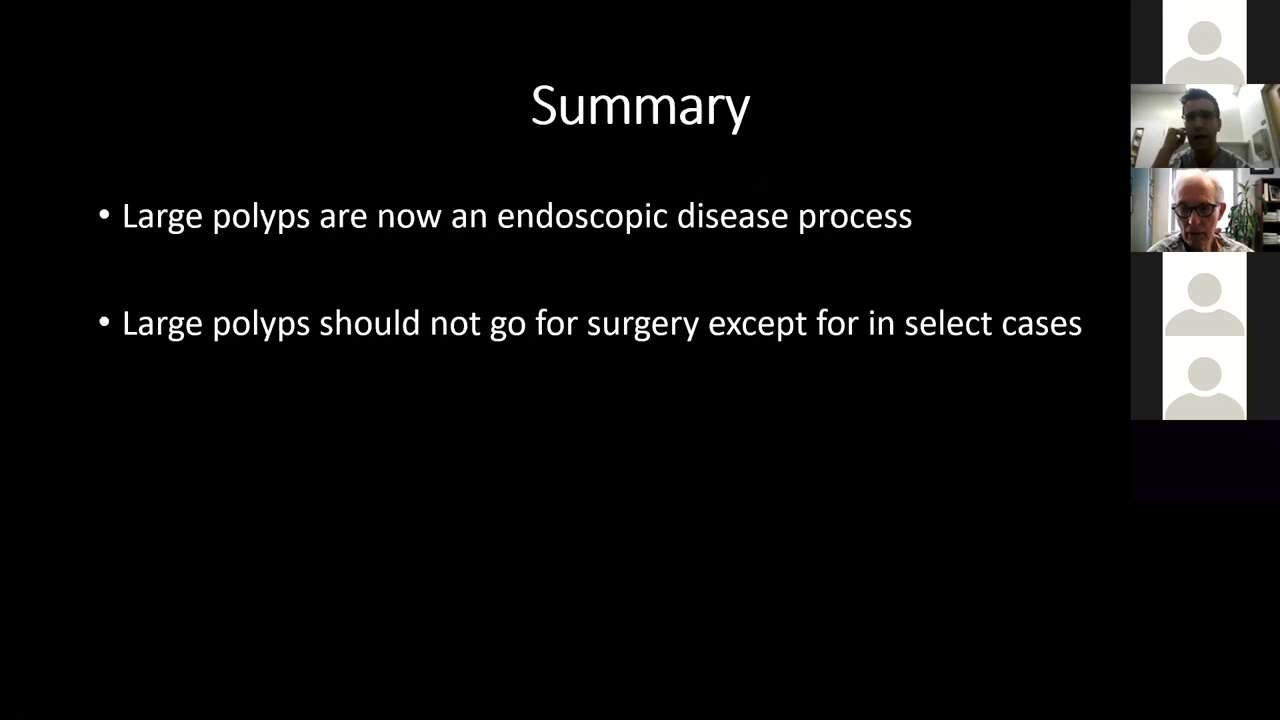 Summary
• Large polyps are now an endoscopic disease process
• Large polyps should not go for surgery except for in select cases